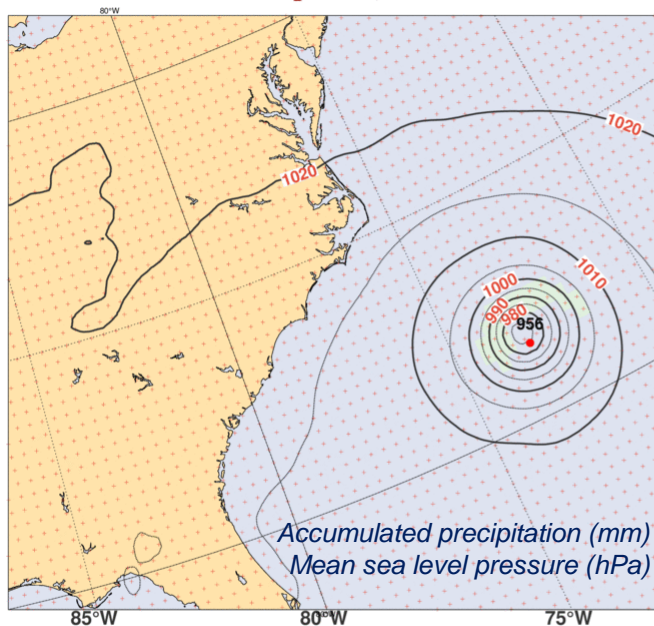 80°W
1020
1020
1010
1000
990
980
956
Accumulated precipitation (mm)
Mean sea level pressure (hPa)
85°W
80°W
75°W